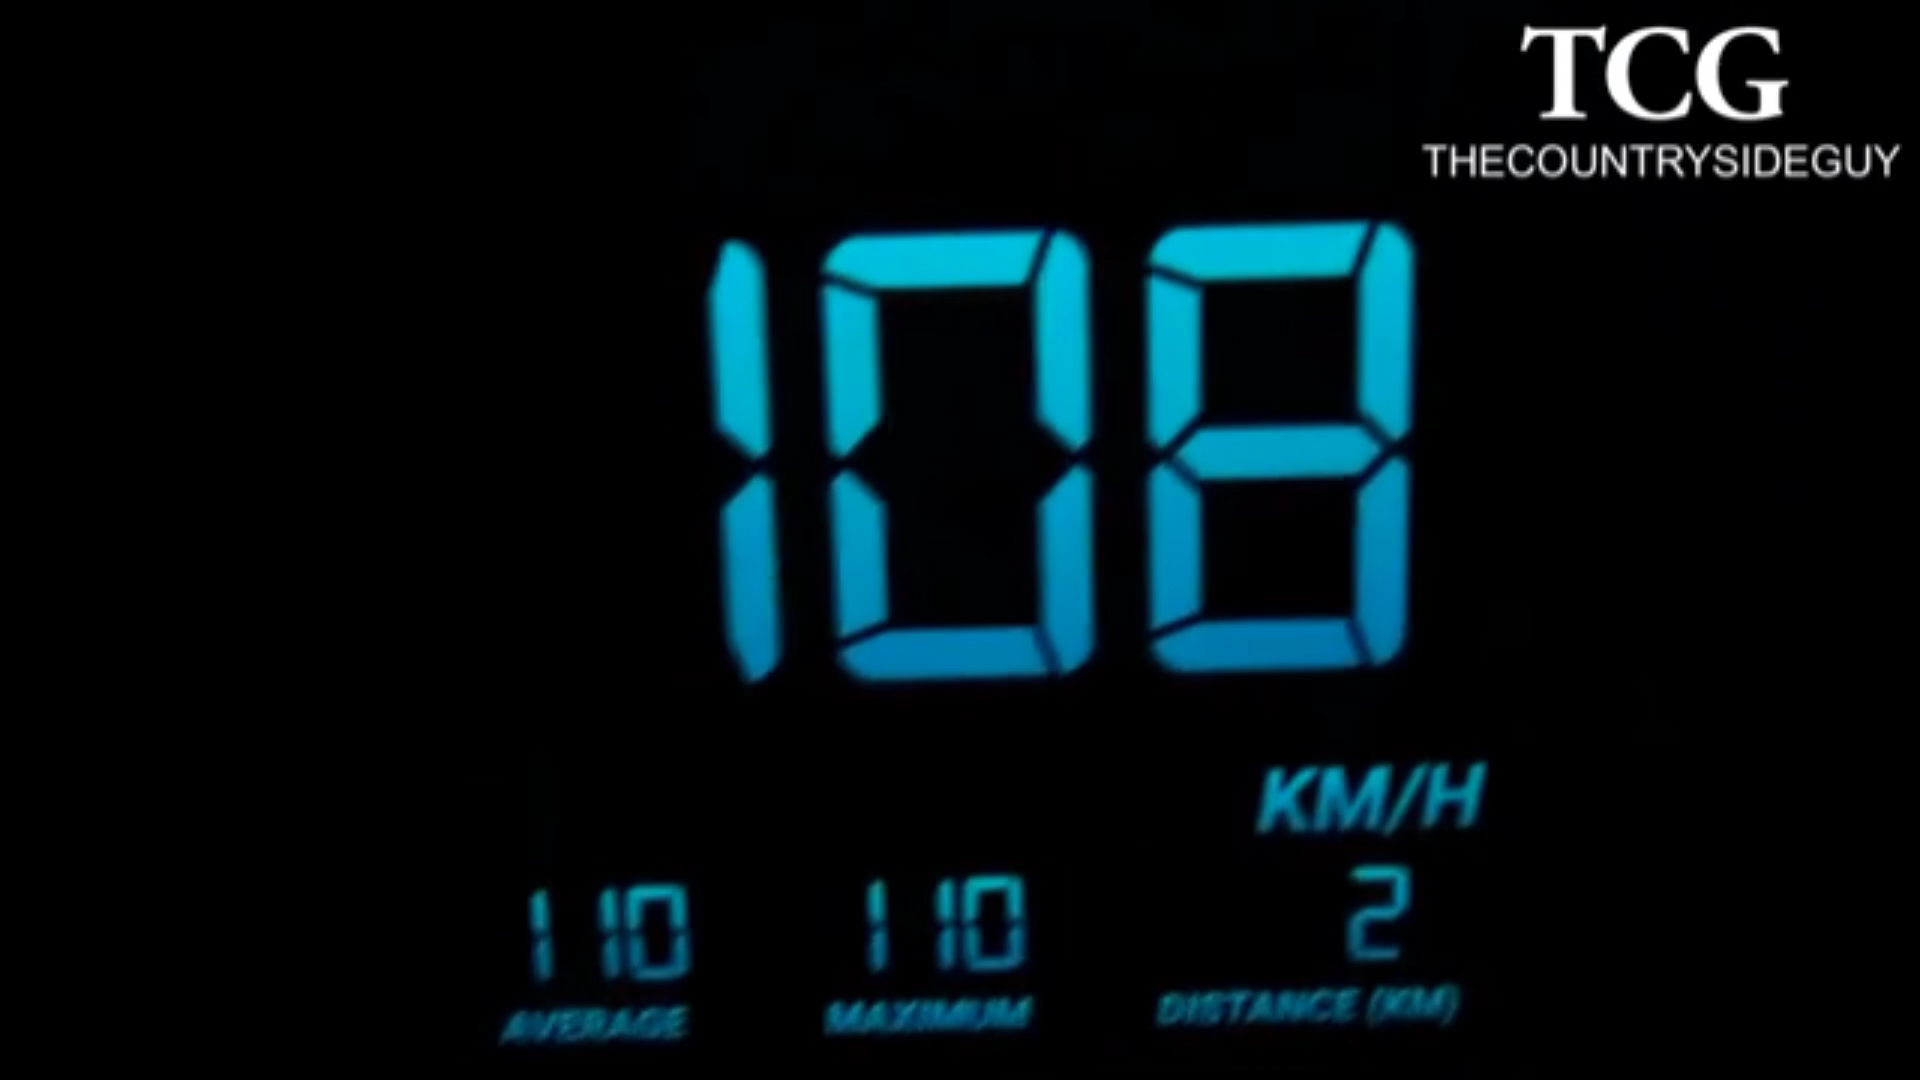 TCG
THECOUNTRYSIDEGUY
108
KM/H
110 110 2
AVERAGE MAXIMUM DISTANCE (KM)